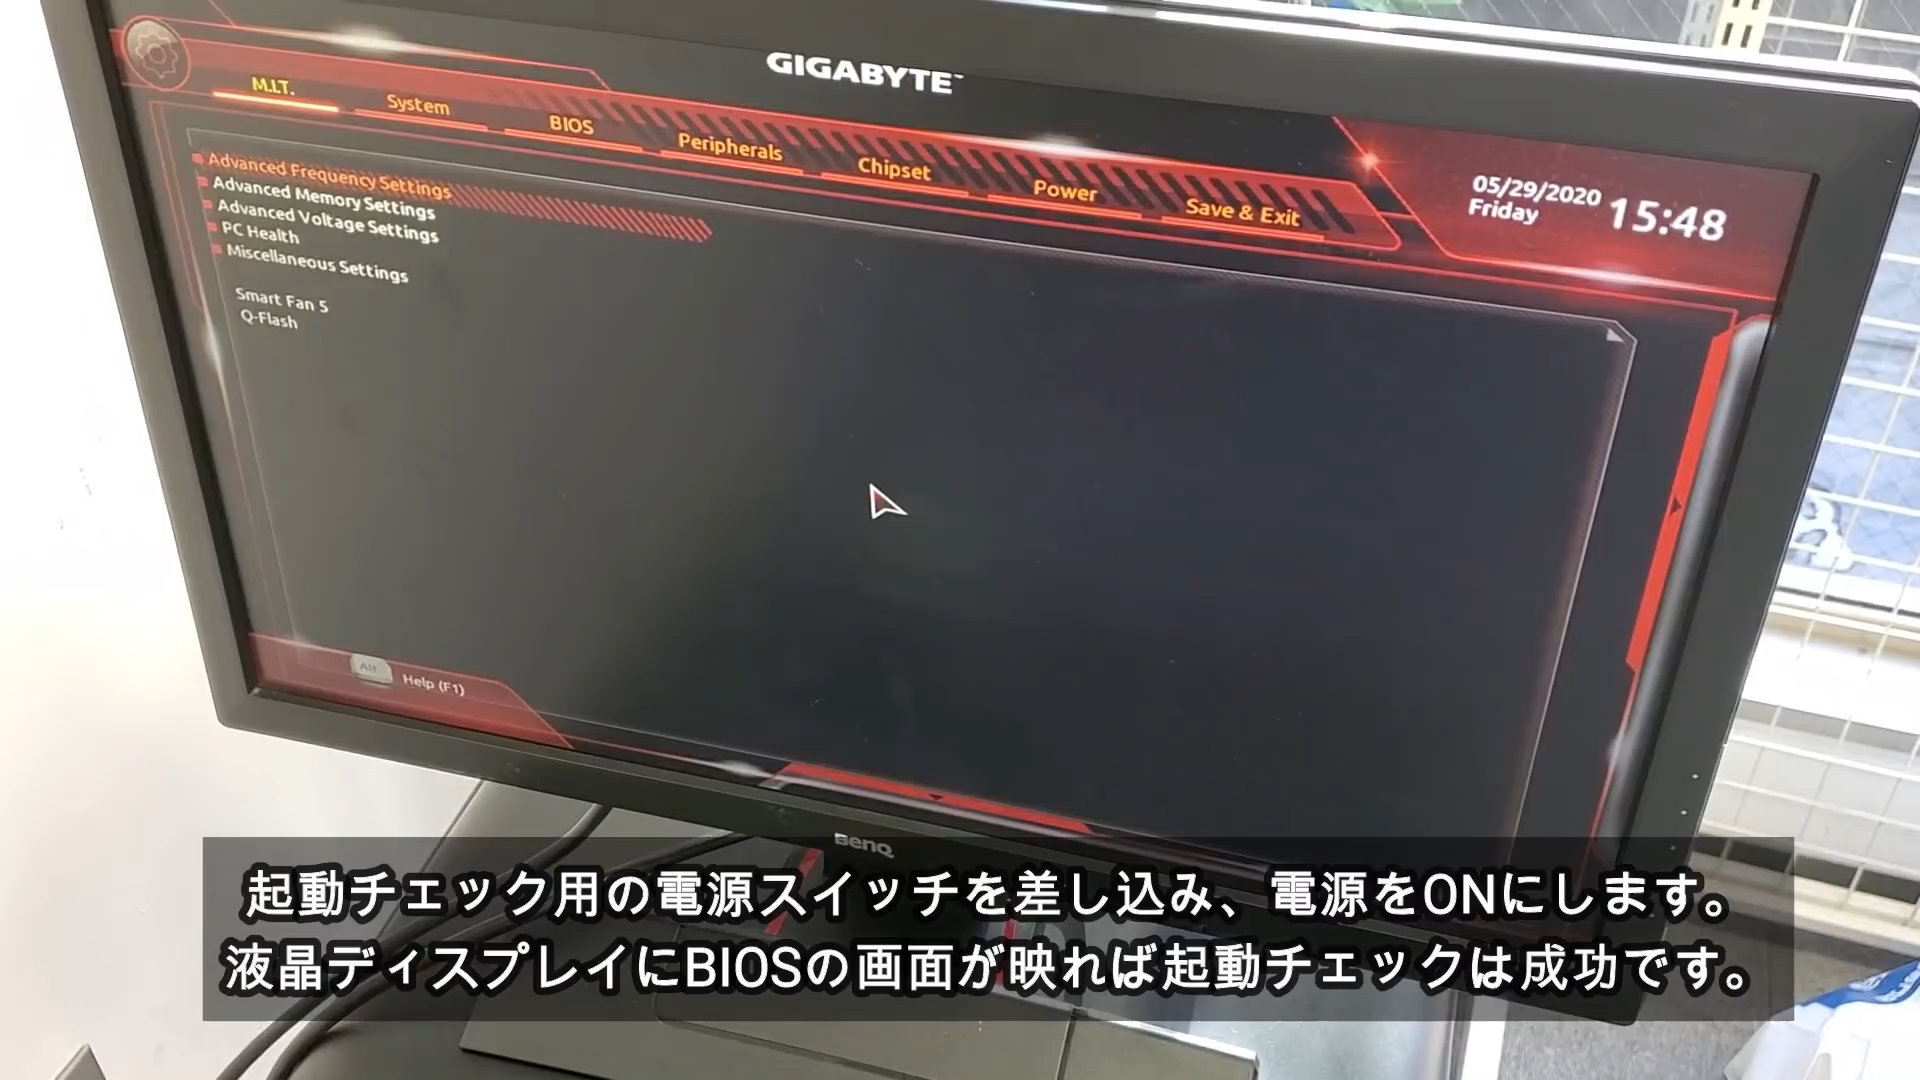 GIGABYTE™
M.I.T.
System
BIOS
Peripherals
Chipset
Power
Save & Exit
05/29/2020
Friday
15:48
Advanced Frequency Settings
Advanced Memory Settings
Advanced Voltage Settings
PC Health
Miscellaneous Settings
Smart Fan 5
Q-Flash
Alt
Help (F1)
BenQ
起動チェック用の電源スイッチを差し込み、電源をONにします。
液晶ディスプレイにBIOSの画面が映れば起動チェックは成功です。